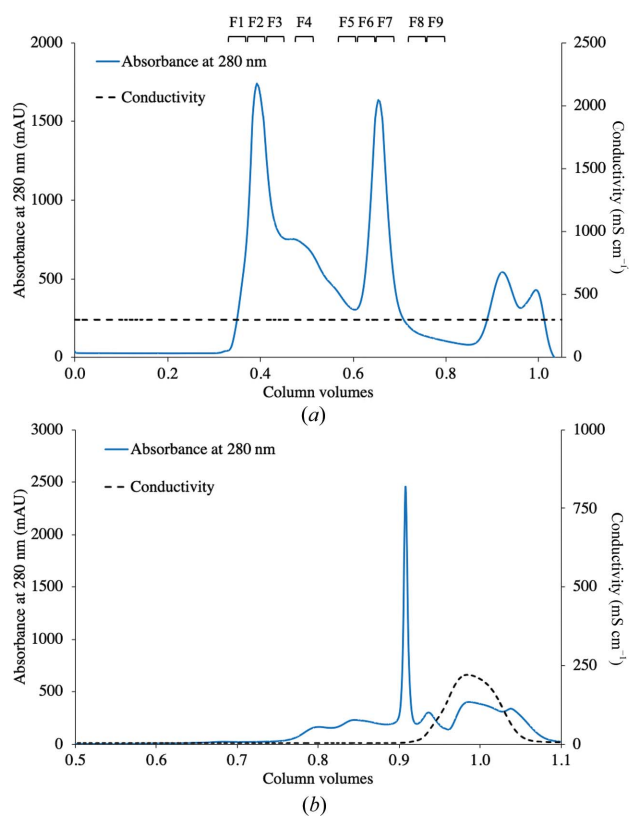 F1 F2 F3 F4 F5 F6 F7 F8 F9
2000 2500
Absorbance at 280 nm
Conductivity
2000
1500
1500
1000
1000
500
500
0 0
0.0 0.2 0.4 0.6 0.8 1.0
Absorbance at 280 nm (mAU)
Conductivity (mS cm⁻¹)
Column volumes
(a)
3000 1000
Absorbance at 280 nm
Conductivity
2500
750
2000
1500 500
1000
250
500
0 0
0.5 0.6 0.7 0.8 0.9 1.0 1.1
Absorbance at 280 nm (mAU)
Conductivity (mS cm⁻¹)
Column volumes
(b)